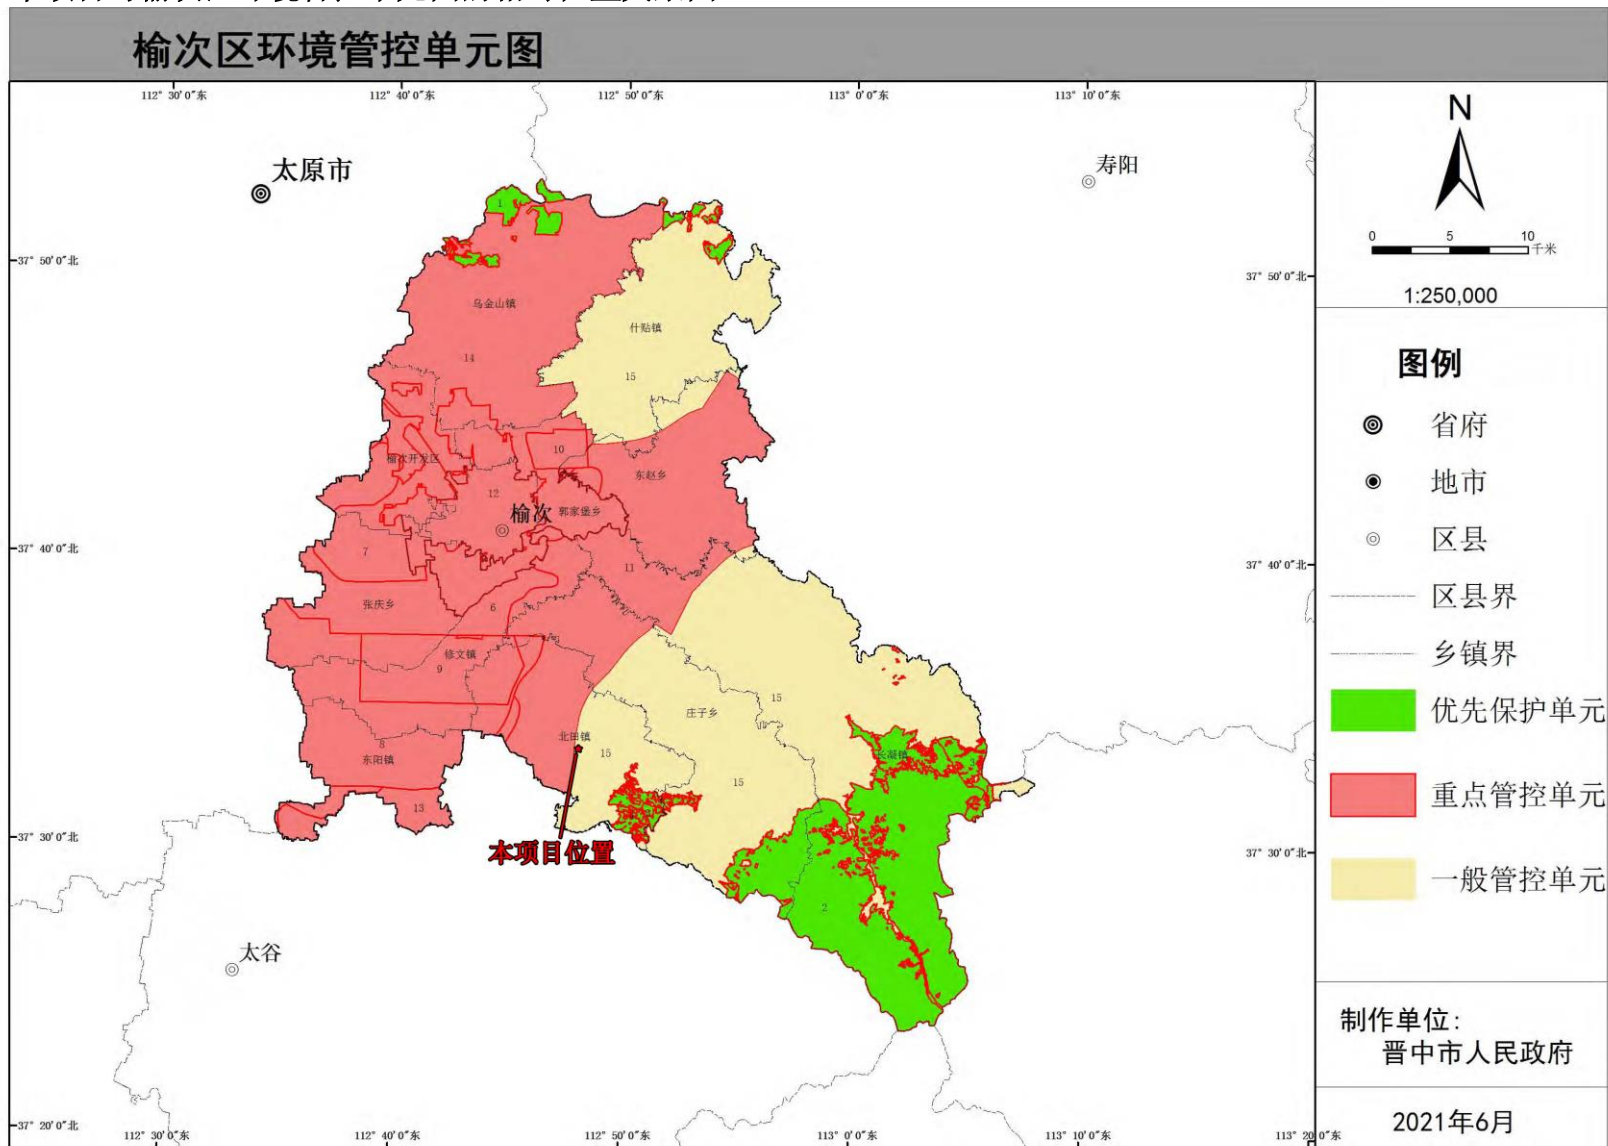 榆次区环境管控单元图
112° 30′ 0″东
112° 40′ 0″东
112° 50′ 0″东
113° 0′ 0″东
113° 10′ 0″东
N
太原市
寿阳
0 5 10
千米
1:250,000
37° 50′ 0″北
37° 50′ 0″北
1
乌金山镇
什贴镇
14
15
图例
省府
地市
区县
区县界
乡镇界
优先保护单元
重点管控单元
一般管控单元
10
榆次开发区
东赵乡
12
榆次
郭家堡乡
37° 40′ 0″北
37° 40′ 0″北
7
11
张庆乡
6
修文镇
9
15
庄子乡
北田镇
8
东阳镇
15
长凝镇
3
15
13
37° 30′ 0″北
37° 30′ 0″北
本项目位置
2
太谷
制作单位:
晋中市人民政府
2021年6月
37° 20′ 0″北
112° 30′ 0″东
112° 40′ 0″东
112° 50′ 0″东
113° 0′ 0″东
113° 10′ 0″东